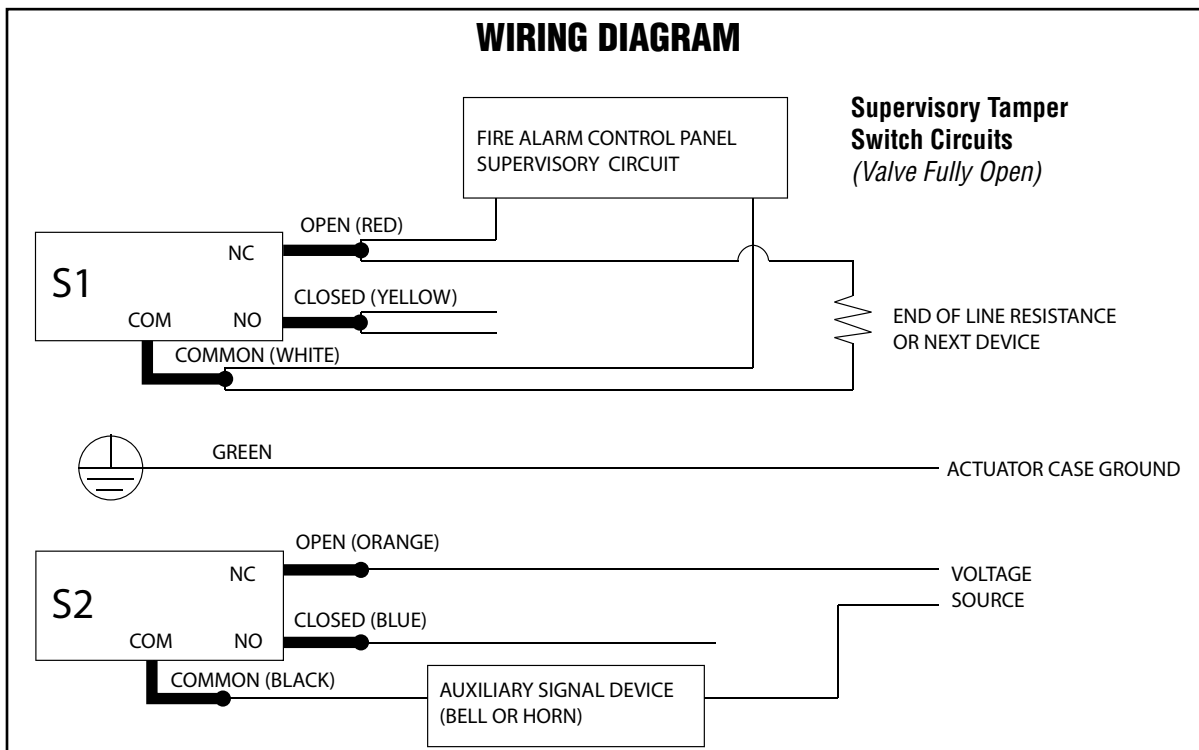 WIRING DIAGRAM
Supervisory Tamper
Switch Circuits
(Valve Fully Open)
FIRE ALARM CONTROL PANEL
SUPERVISORY CIRCUIT
OPEN (RED)
NC
S1
CLOSED (YELLOW)
COM
NO
COMMON (WHITE)
END OF LINE RESISTANCE
OR NEXT DEVICE
GREEN
ACTUATOR CASE GROUND
OPEN (ORANGE)
NC
S2
CLOSED (BLUE)
COM
NO
COMMON (BLACK)
VOLTAGE
SOURCE
AUXILIARY SIGNAL DEVICE
(BELL OR HORN)